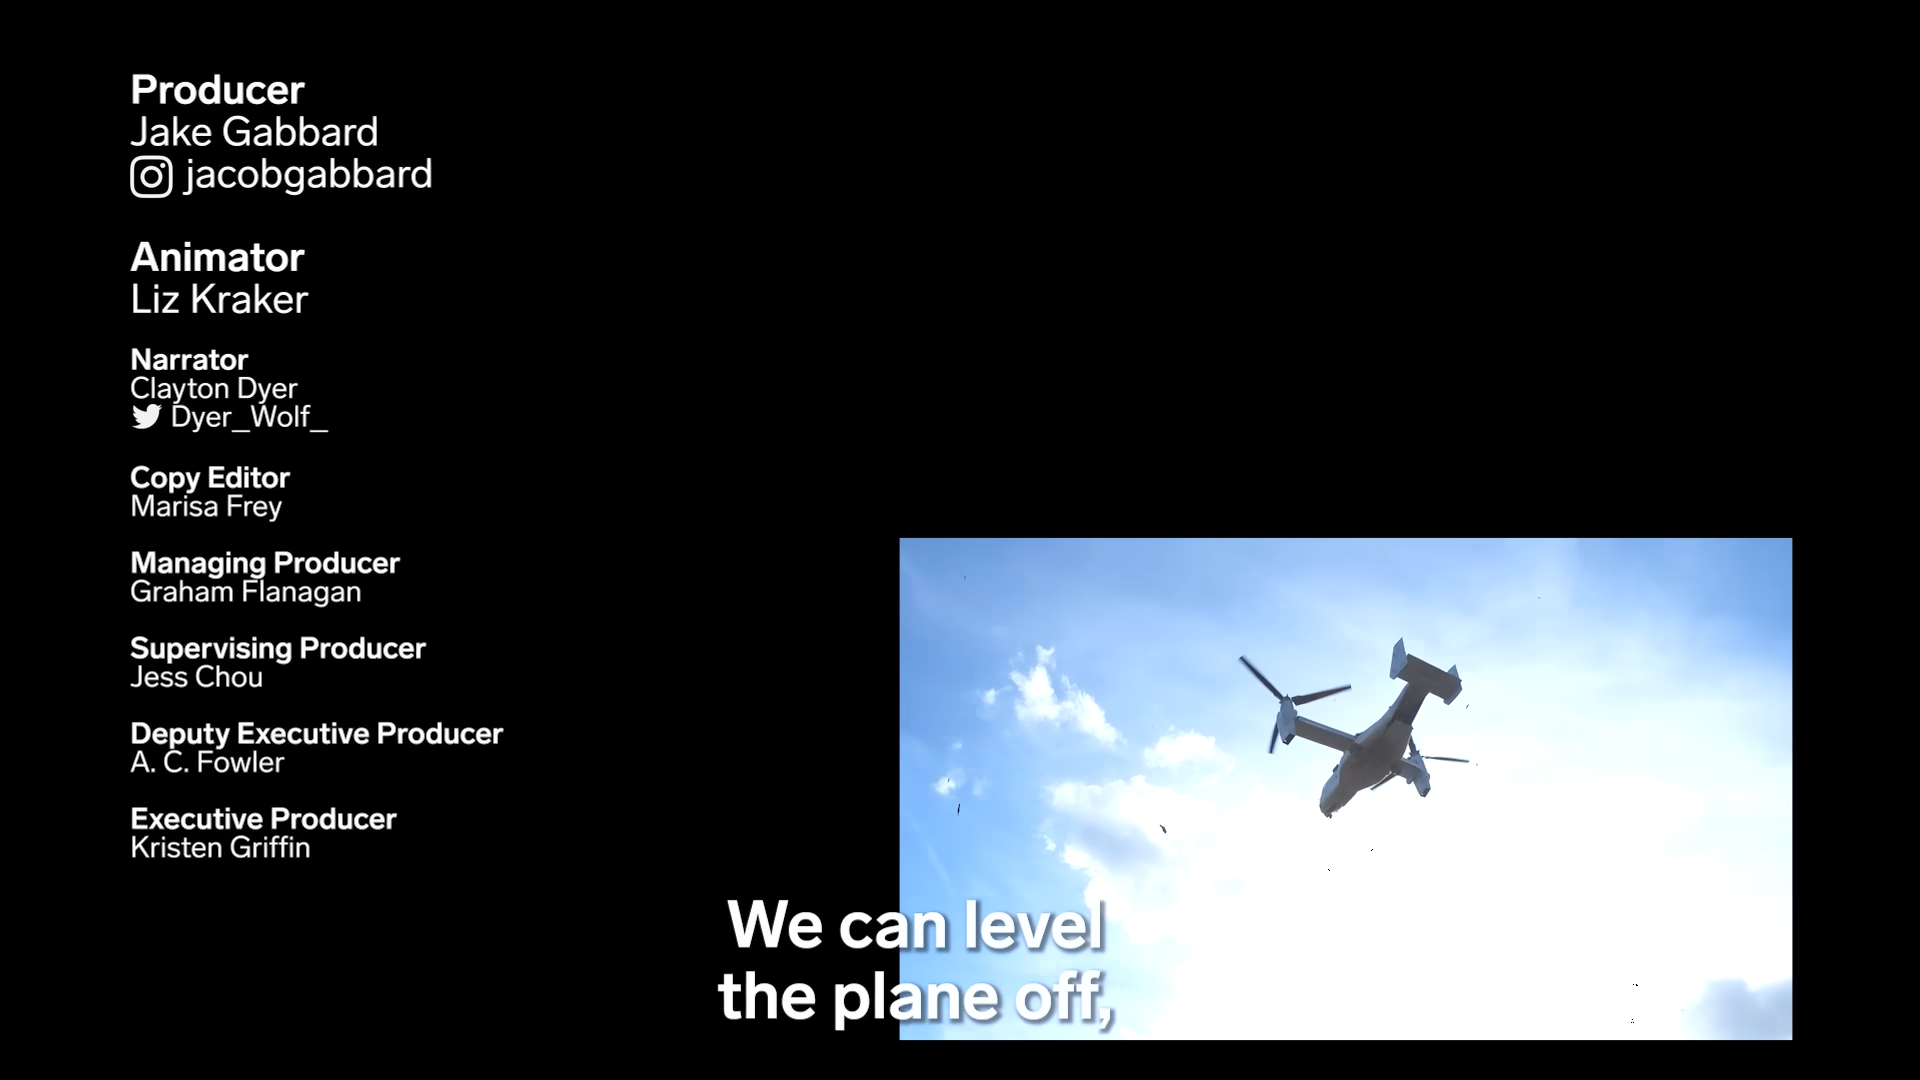 Producer
Jake Gabbard
jacobgabbard
Animator
Liz Kraker
Narrator
Clayton Dyer
Dyer_Wolf_
Copy Editor
Marisa Frey
Managing Producer
Graham Flanagan
Supervising Producer
Jess Chou
Deputy Executive Producer
A. C. Fowler
Executive Producer
Kristen Griffin
We can level
the plane off,